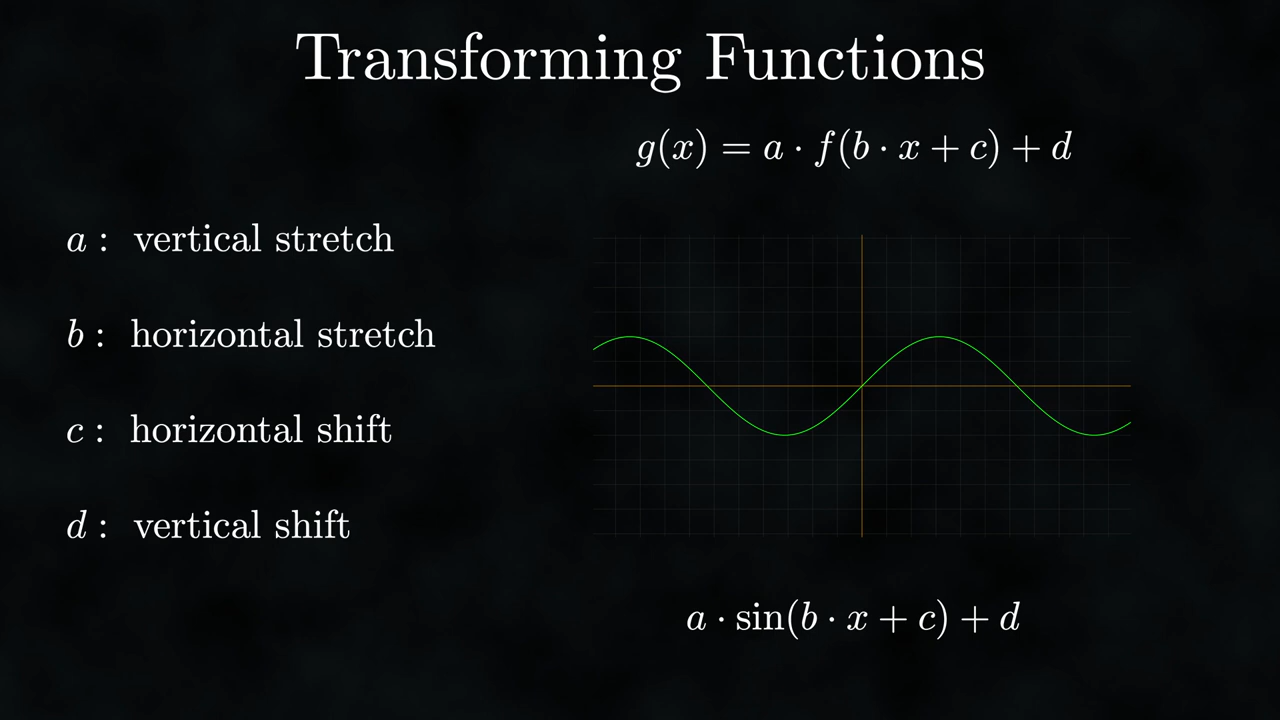 Transforming Functions
g(x) = a · f(b · x + c) + d
a : vertical stretch
b : horizontal stretch
c : horizontal shift
d : vertical shift
a · sin(b · x + c) + d